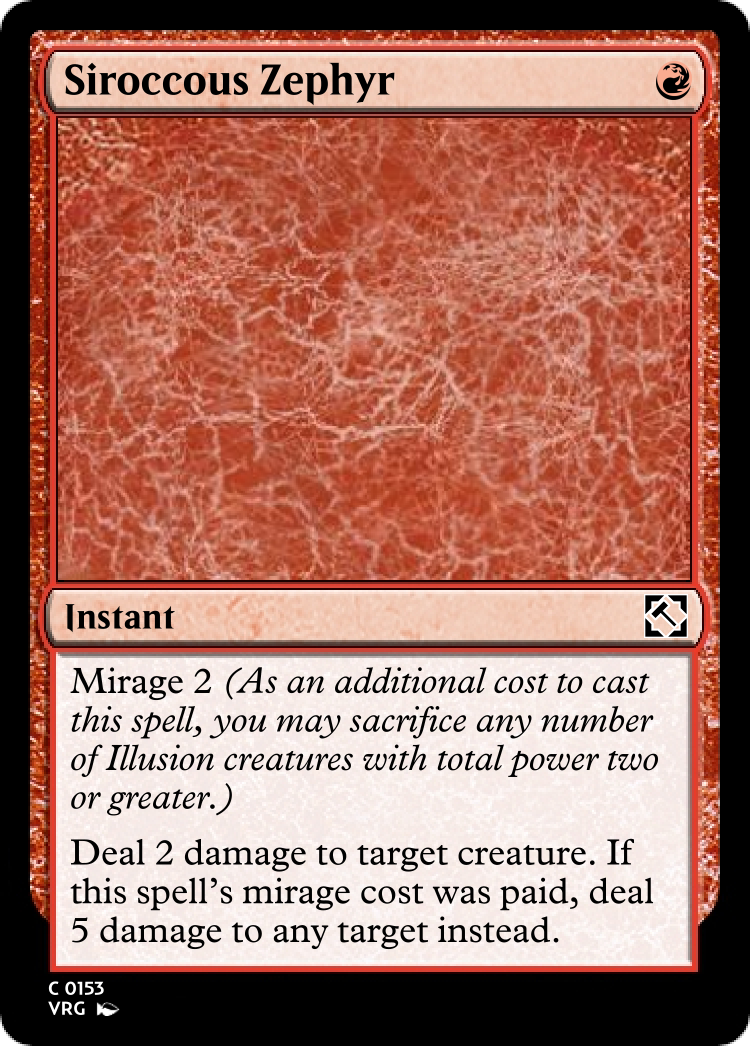 Siroccous Zephyr
Instant
Mirage 2 (As an additional cost to cast
this spell, you may sacrifice any number
of Illusion creatures with total power two
or greater.)
Deal 2 damage to target creature. If
this spell's mirage cost was paid, deal
5 damage to any target instead.
C 0153
VRG